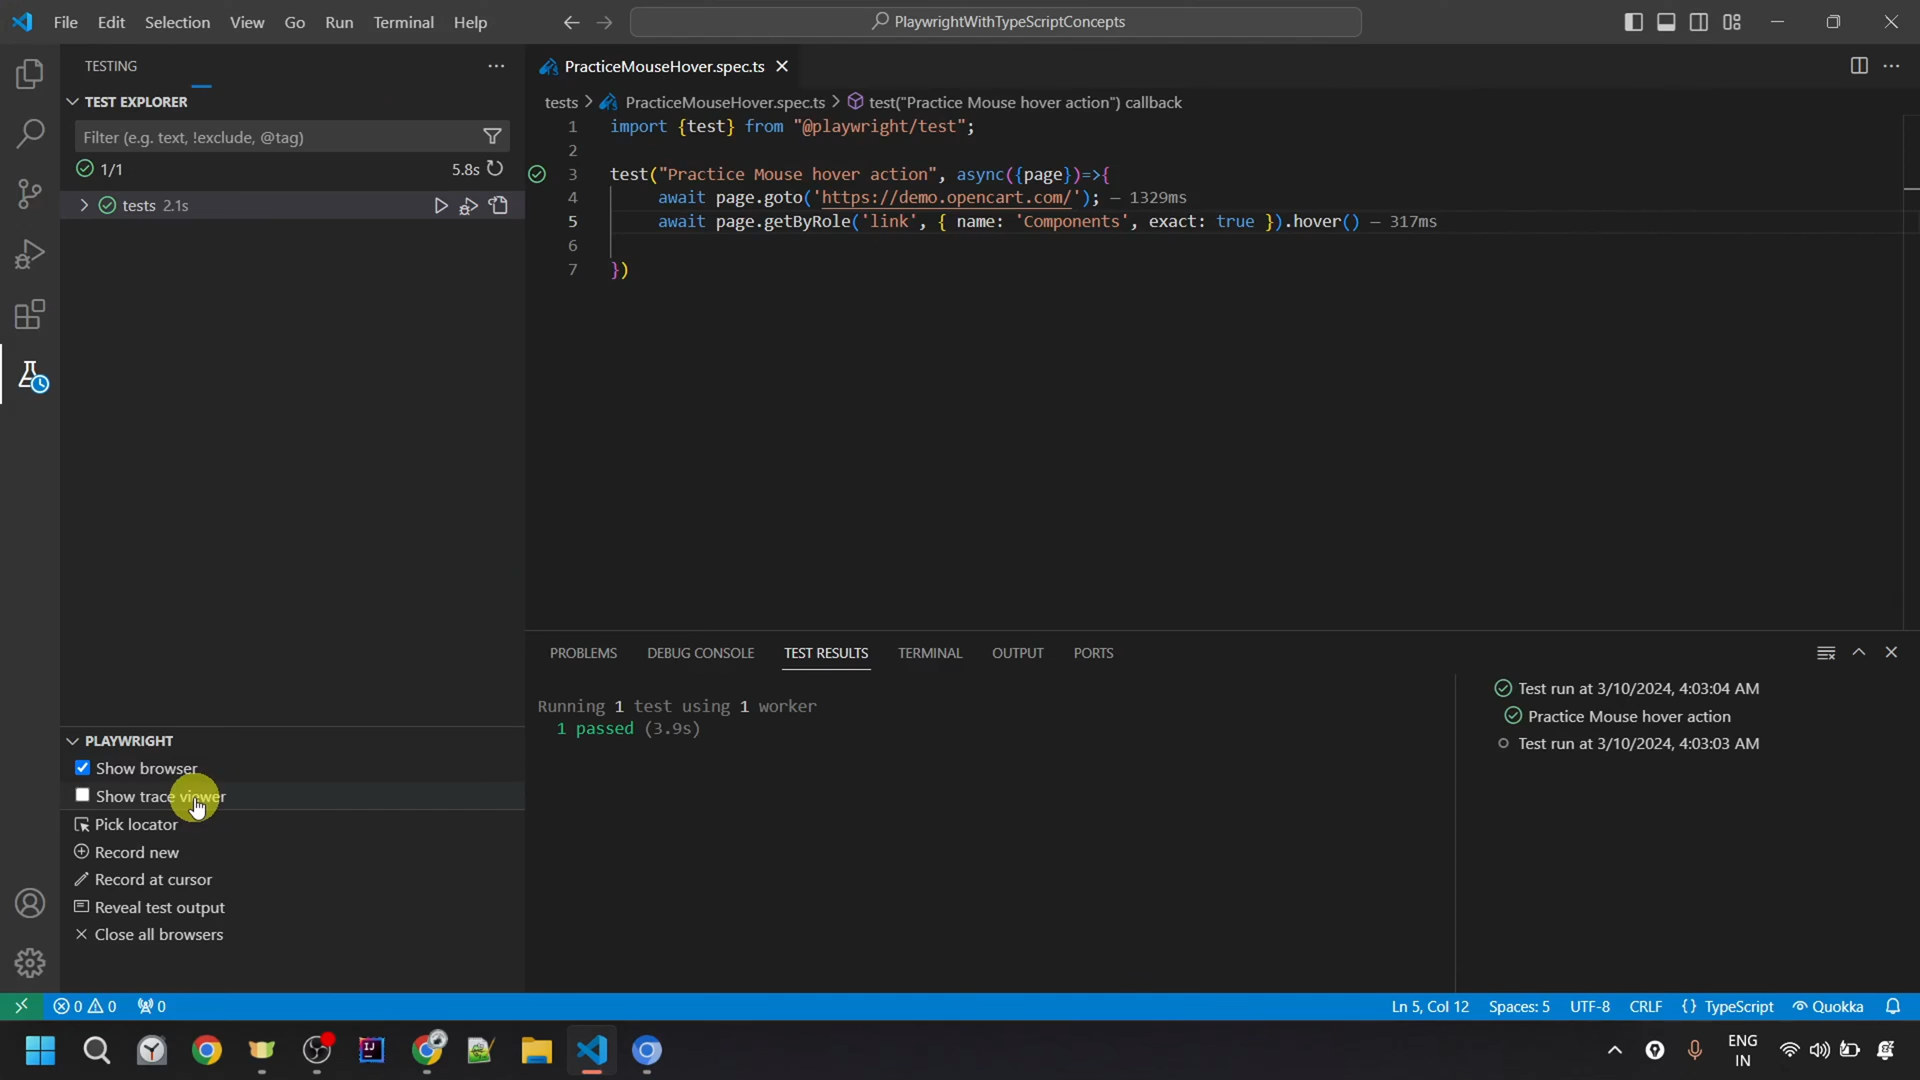 File Edit Selection View Go Run Terminal Help
PlaywrightWithTypeScriptConcepts
TESTING
TEST EXPLORER
Filter (e.g. text, !exclude, @tag)
1/1 5.8s
tests 2.1s
PLAYWRIGHT
Show browser
Show trace viewer
Pick locator
Record new
Record at cursor
Reveal test output
Close all browsers
PracticeMouseHover.spec.ts
tests > PracticeMouseHover.spec.ts > test("Practice Mouse hover action") callback
1 import {test} from "@playwright/test";
2
3 test("Practice Mouse hover action", async({page})=>{
4 await page.goto('https://demo.opencart.com/'); — 1329ms
5 await page.getByRole('link', { name: 'Components', exact: true }).hover() — 317ms
6
7 })
PROBLEMS DEBUG CONSOLE TEST RESULTS TERMINAL OUTPUT PORTS
Running 1 test using 1 worker
1 passed (3.9s)
Test run at 3/10/2024, 4:03:04 AM
Practice Mouse hover action
Test run at 3/10/2024, 4:03:03 AM
0 0 0
Ln 5, Col 12 Spaces: 5 UTF-8 CRLF {} TypeScript Quokka
ENG
IN